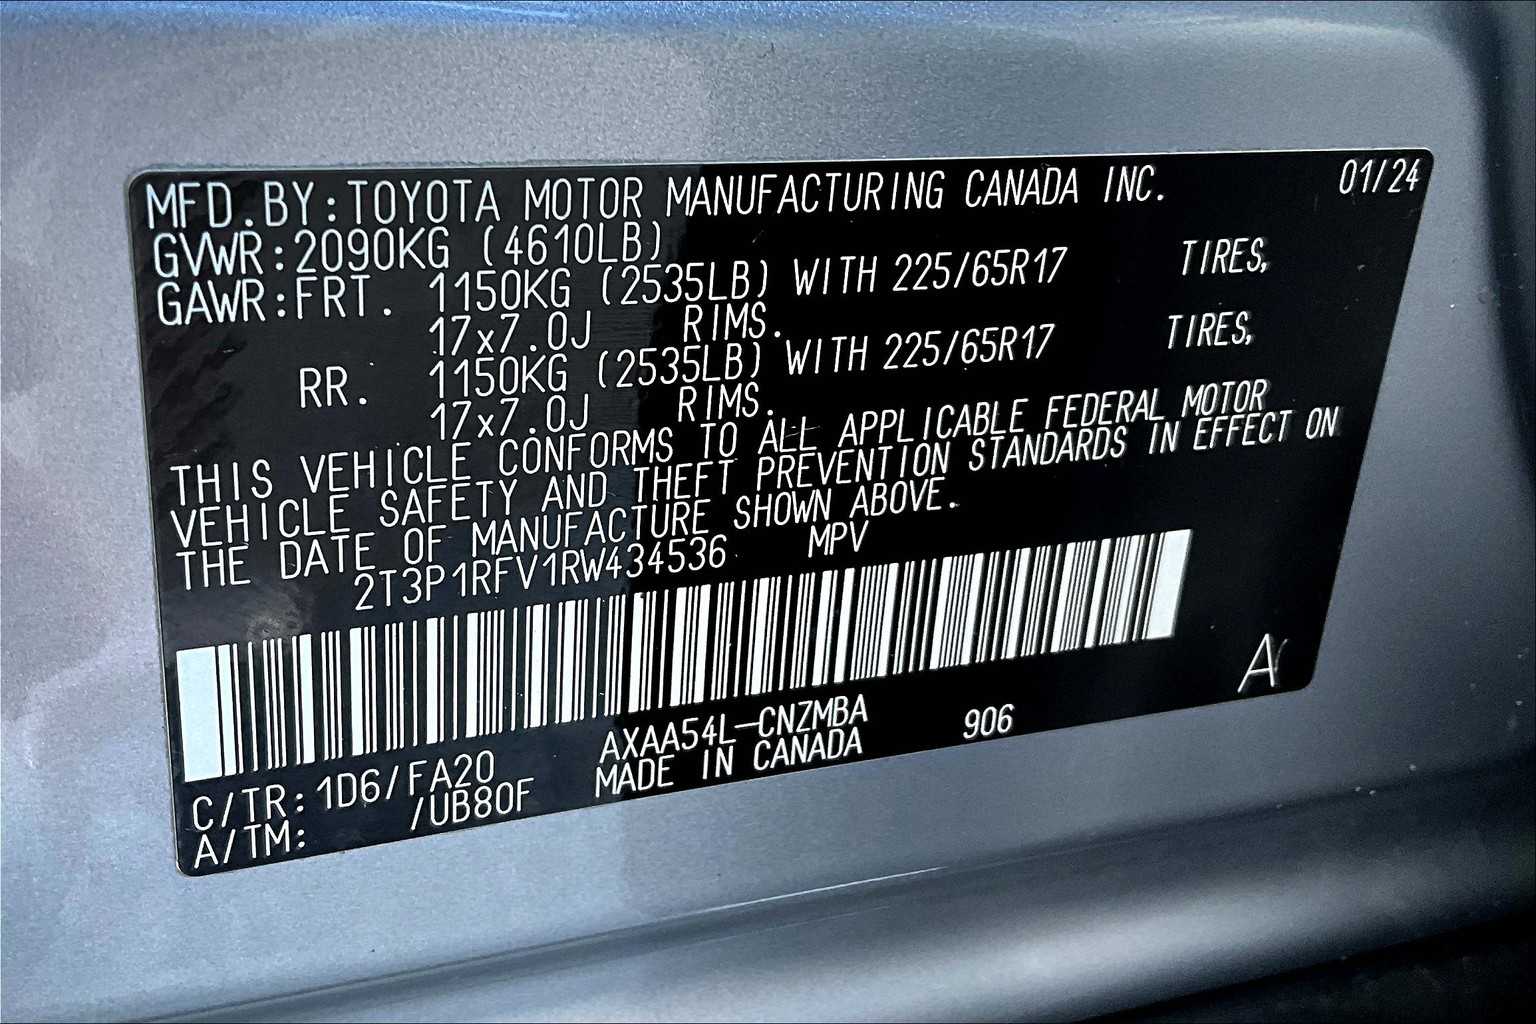 MFD.BY:TOYOTA MOTOR MANUFACTURING CANADA INC. 01/24
GVWR:2090KG (4610LB)
GAWR:FRT. 1150KG (2535LB) WITH 225/65R17 TIRES,
17x7.0J RIMS.
RR. 1150KG (2535LB) WITH 225/65R17 TIRES,
17x7.0J RIMS.
THIS VEHICLE CONFORMS TO ALL APPLICABLE FEDERAL MOTOR
VEHICLE SAFETY AND THEFT PREVENTION STANDARDS IN EFFECT ON
THE DATE OF MANUFACTURE SHOWN ABOVE.
2T3P1RFV1RW434536 MPV
C/TR:1D6/FA20 AXAA54L-CNZMBA 906
A/TM: /UB80F MADE IN CANADA
A